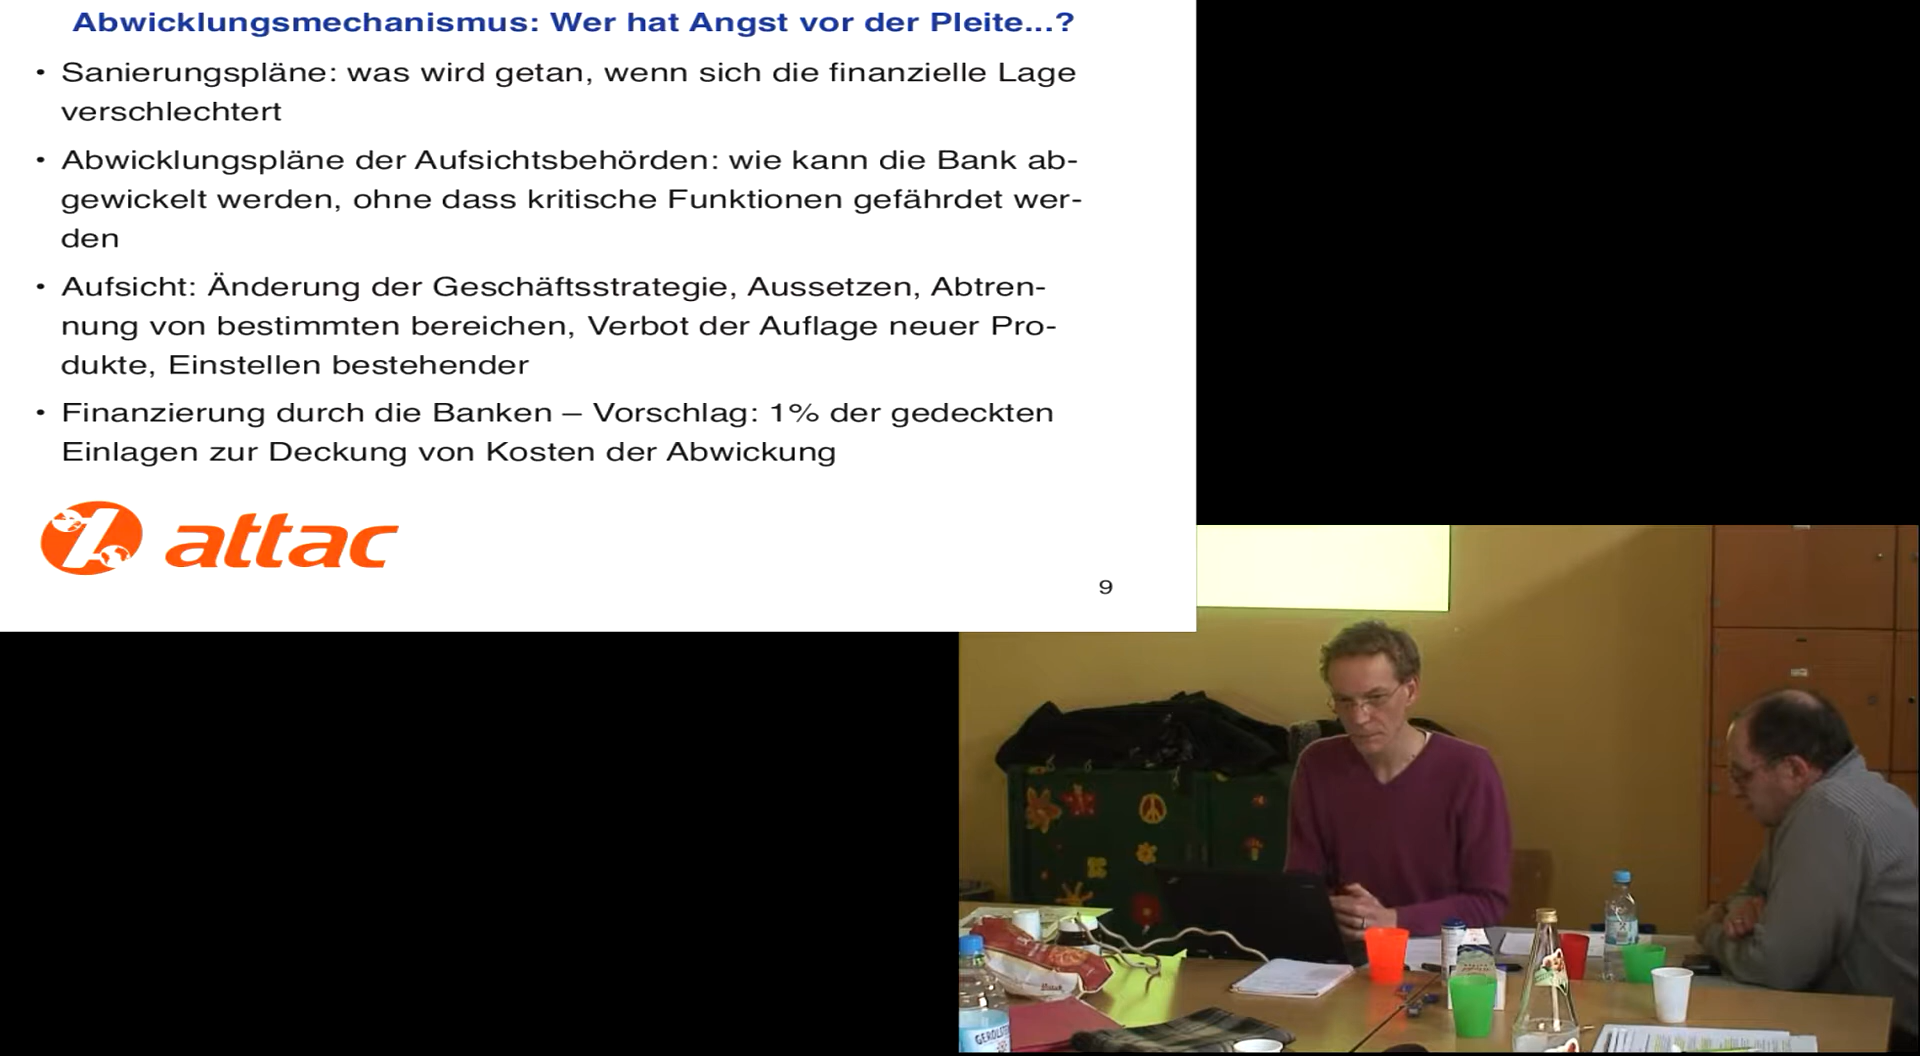 Abwicklungsmechanismus: Wer hat Angst vor der Pleite...?
• Sanierungspläne: was wird getan, wenn sich die finanzielle Lage
verschlechtert
• Abwicklungspläne der Aufsichtsbehörden: wie kann die Bank ab-
gewickelt werden, ohne dass kritische Funktionen gefährdet wer-
den
• Aufsicht: Änderung der Geschäftsstrategie, Aussetzen, Abtren-
nung von bestimmten bereichen, Verbot der Auflage neuer Pro-
dukte, Einstellen bestehender
• Finanzierung durch die Banken – Vorschlag: 1% der gedeckten
Einlagen zur Deckung von Kosten der Abwickung
attac
9